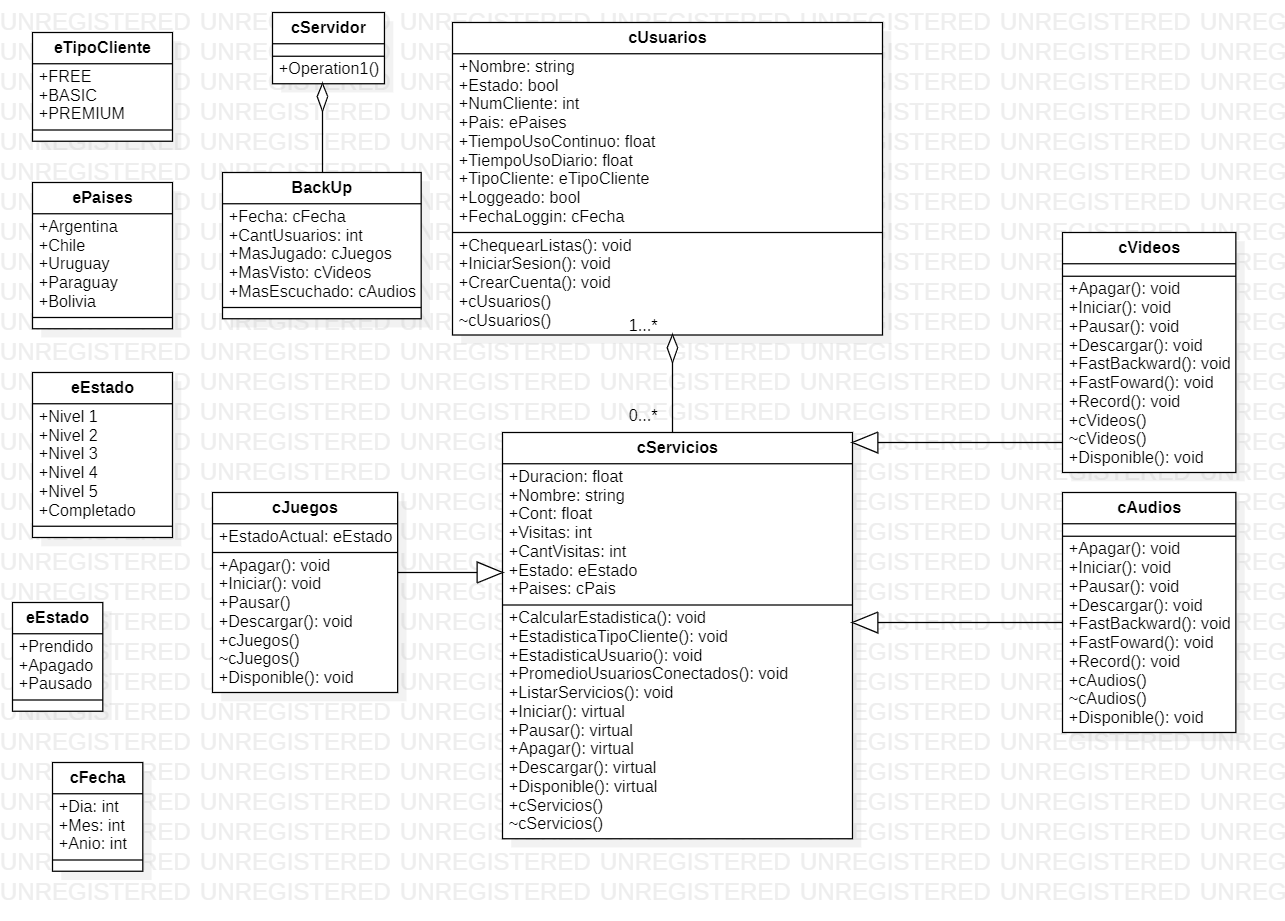 eTipoCliente
+FREE
+BASIC
+PREMIUM
cServidor
+Operation1()
cUsuarios
+Nombre: string
+Estado: bool
+NumCliente: int
+Pais: ePaises
+TiempoUsoContinuo: float
+TiempoUsoDiario: float
+TipoCliente: eTipoCliente
+Loggeado: bool
+FechaLoggin: cFecha
+ChequearListas(): void
+IniciarSesion(): void
+CrearCuenta(): void
+cUsuarios()
~cUsuarios()
1...*
0...*
ePaises
+Argentina
+Chile
+Uruguay
+Paraguay
+Bolivia
BackUp
+Fecha: cFecha
+CantUsuarios: int
+MasJugado: cJuegos
+MasVisto: cVideos
+MasEscuchado: cAudios
cVideos
+Apagar(): void
+Iniciar(): void
+Pausar(): void
+Descargar(): void
+FastBackward(): void
+FastFoward(): void
+Record(): void
+cVideos()
~cVideos()
+Disponible(): void
eEstado
+Nivel 1
+Nivel 2
+Nivel 3
+Nivel 4
+Nivel 5
+Completado
cJuegos
+EstadoActual: eEstado
+Apagar(): void
+Iniciar(): void
+Pausar()
+Descargar(): void
+cJuegos()
~cJuegos()
+Disponible(): void
cServicios
+Duracion: float
+Nombre: string
+Cont: float
+Visitas: int
+CantVisitas: int
+Estado: eEstado
+Paises: cPais
+CalcularEstadistica(): void
+EstadisticaTipoCliente(): void
+EstadisticaUsuario(): void
+PromedioUsuariosConectados(): void
+ListarServicios(): void
+Iniciar(): virtual
+Pausar(): virtual
+Apagar(): virtual
+Descargar(): virtual
+Disponible(): virtual
+cServicios()
~cServicios()
cAudios
+Apagar(): void
+Iniciar(): void
+Pausar(): void
+Descargar(): void
+FastBackward(): void
+FastFoward(): void
+Record(): void
+cAudios()
~cAudios()
+Disponible(): void
eEstado
+Prendido
+Apagado
+Pausado
cFecha
+Dia: int
+Mes: int
+Anio: int
UNREGISTERED